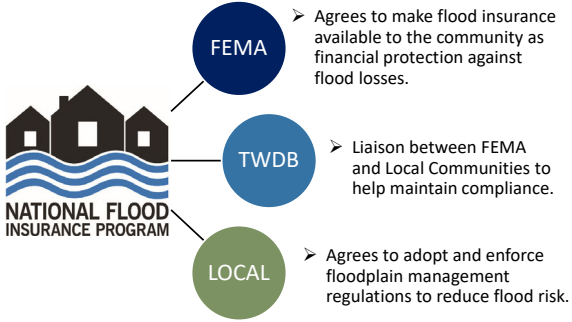 FEMA
➢ Agrees to make flood insurance
available to the community as
financial protection against
flood losses.
TWDB
➢ Liaison between FEMA
and Local Communities to
help maintain compliance.
NATIONAL FLOOD
INSURANCE PROGRAM
LOCAL
➢ Agrees to adopt and enforce
floodplain management
regulations to reduce flood risk.